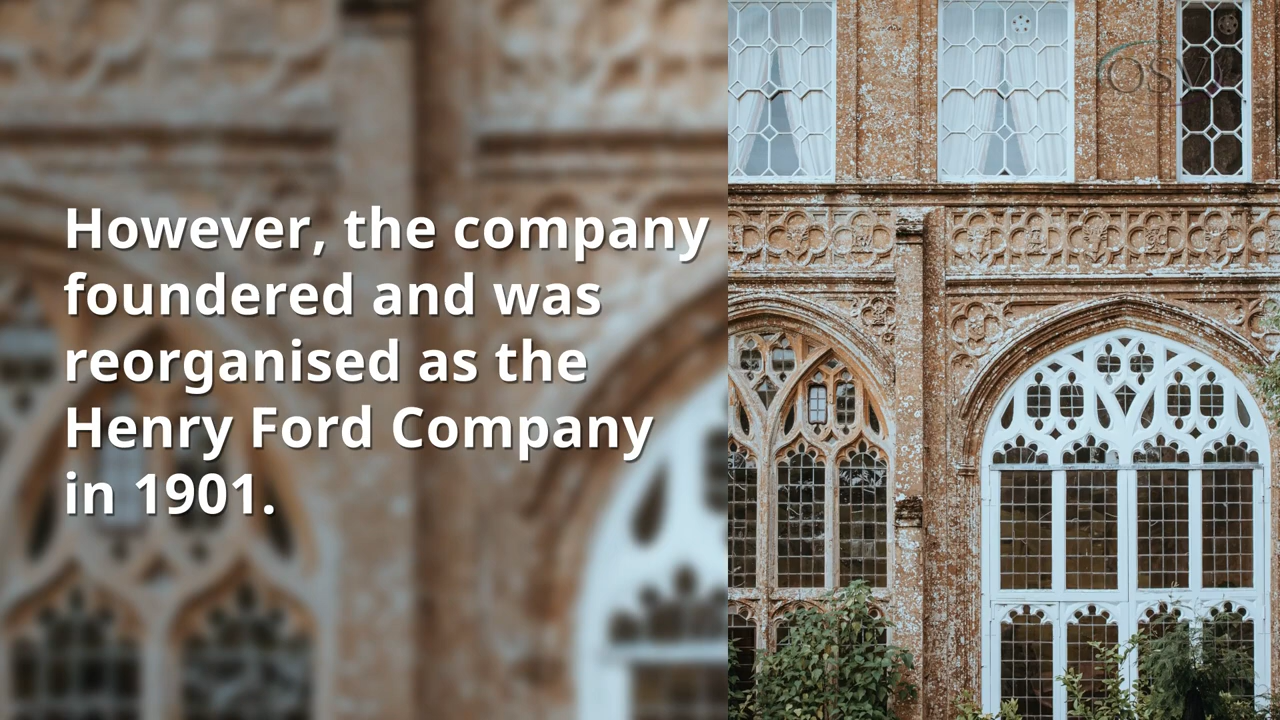 However, the company
foundered and was
reorganised as the
Henry Ford Company
in 1901.